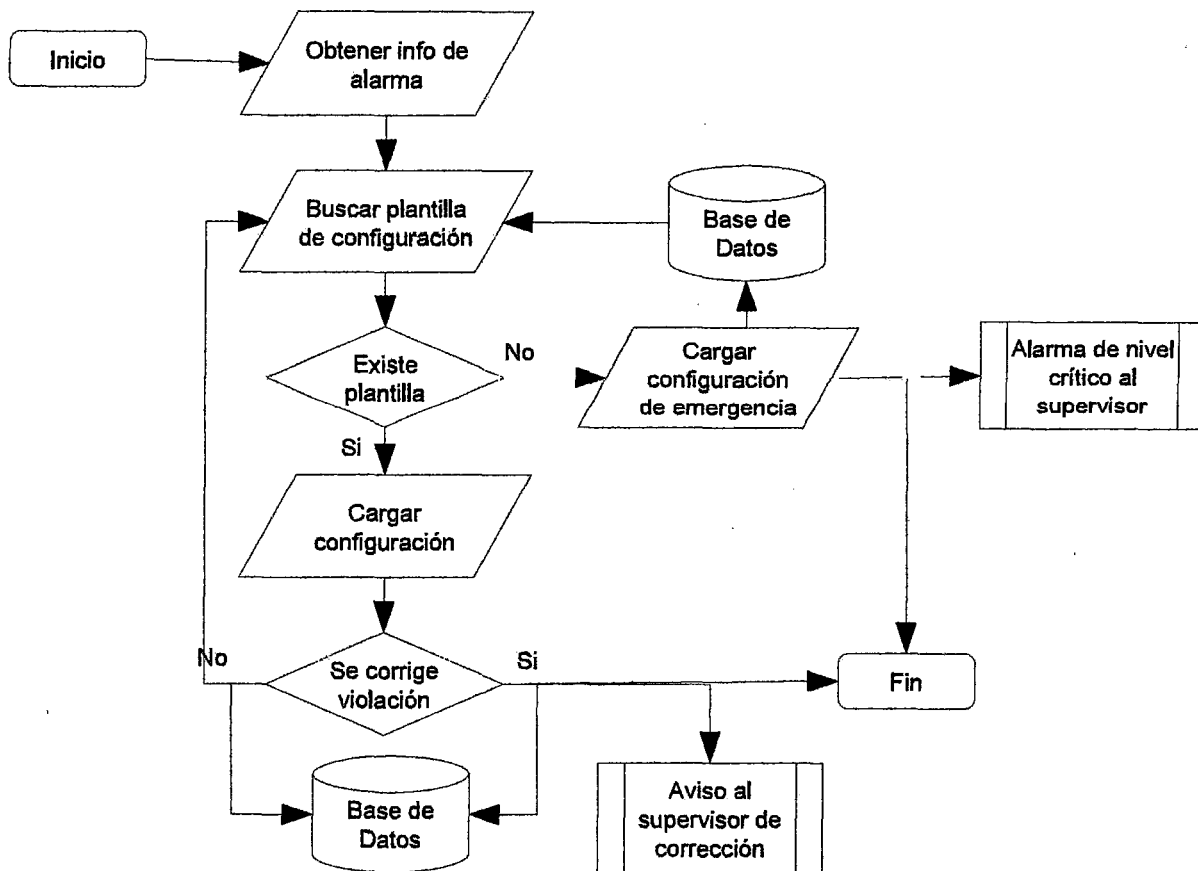 Inicio
Obtener info de
alarma
Buscar plantilla
de configuración
Base de
Datos
Existe
plantilla
No
Cargar
configuración
de emergencia
Alarma de nivel
crítico al
supervisor
Si
Cargar
configuración
No
Se corrige
violación
Si
Fin
Base de
Datos
Aviso al
supervisor de
corrección